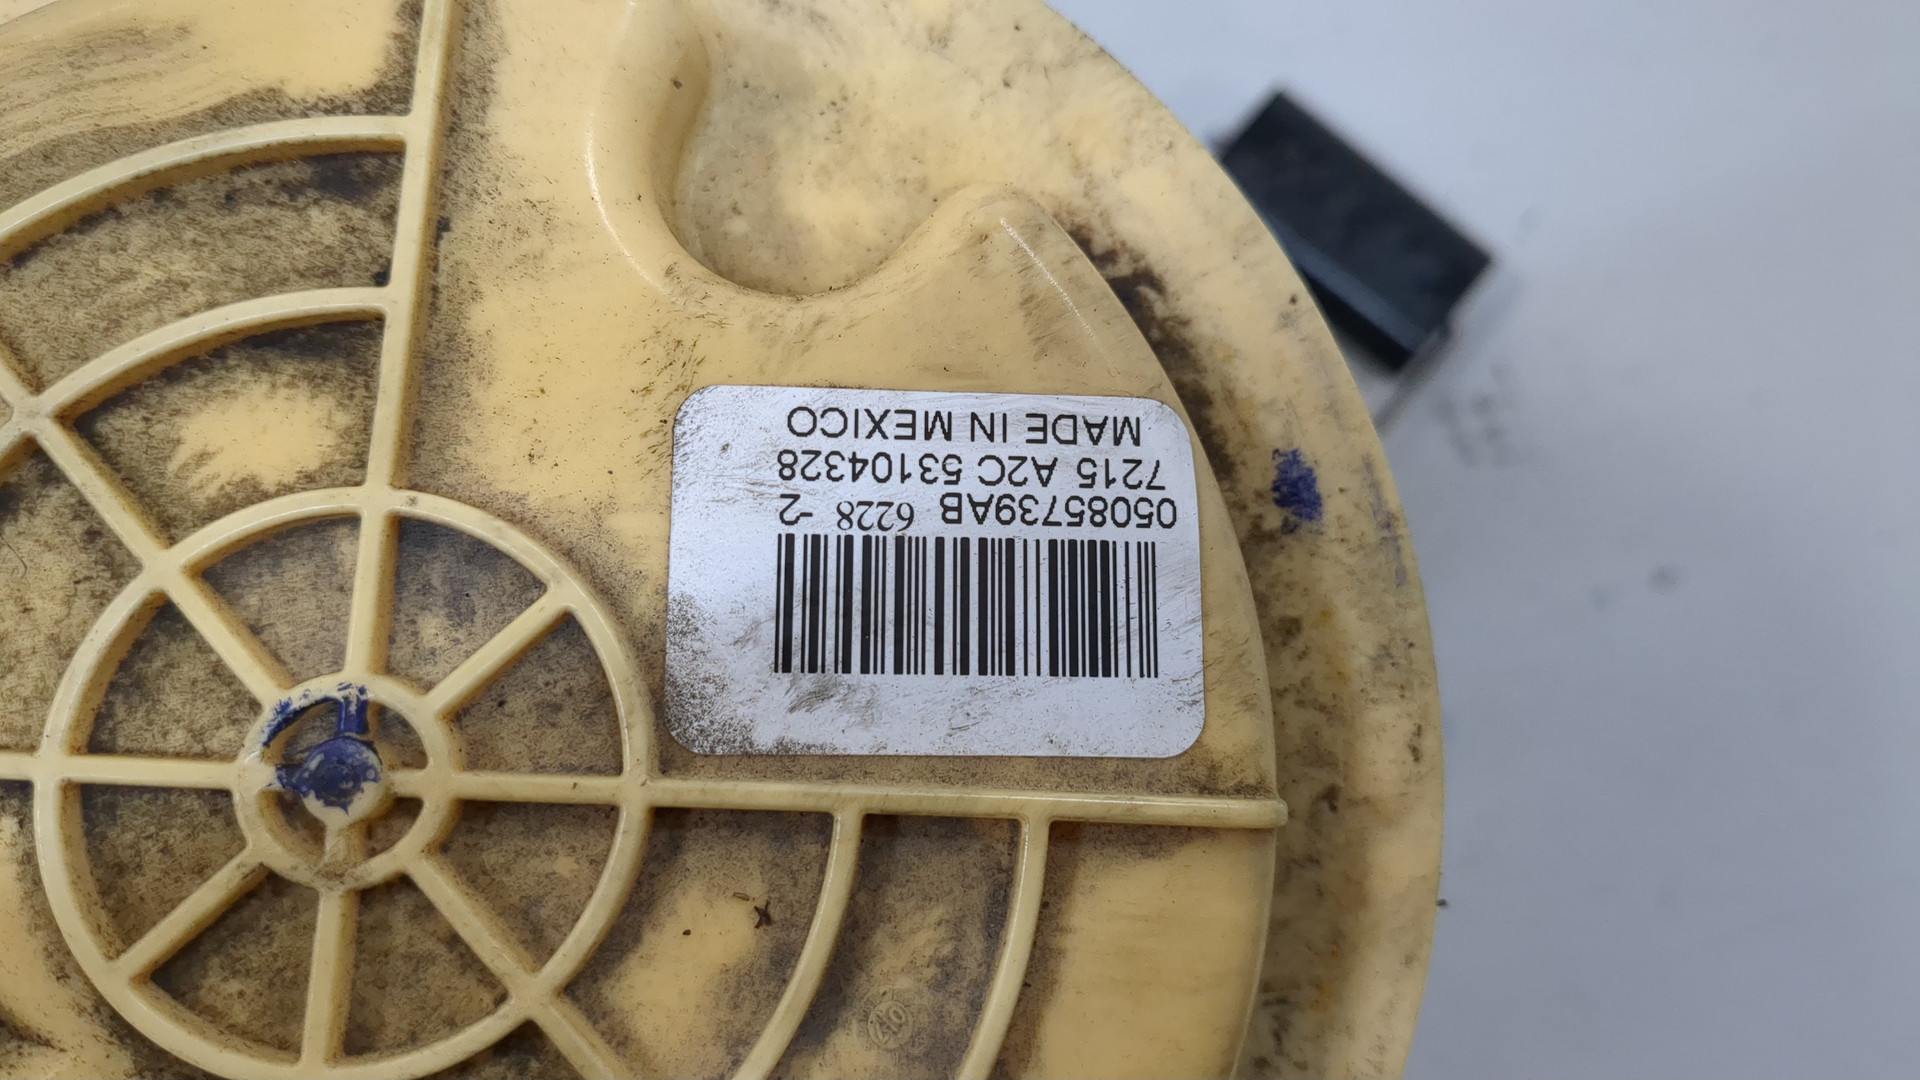 05085739AB 6228 -2
7215 A2C 53104328
MADE IN MEXICO